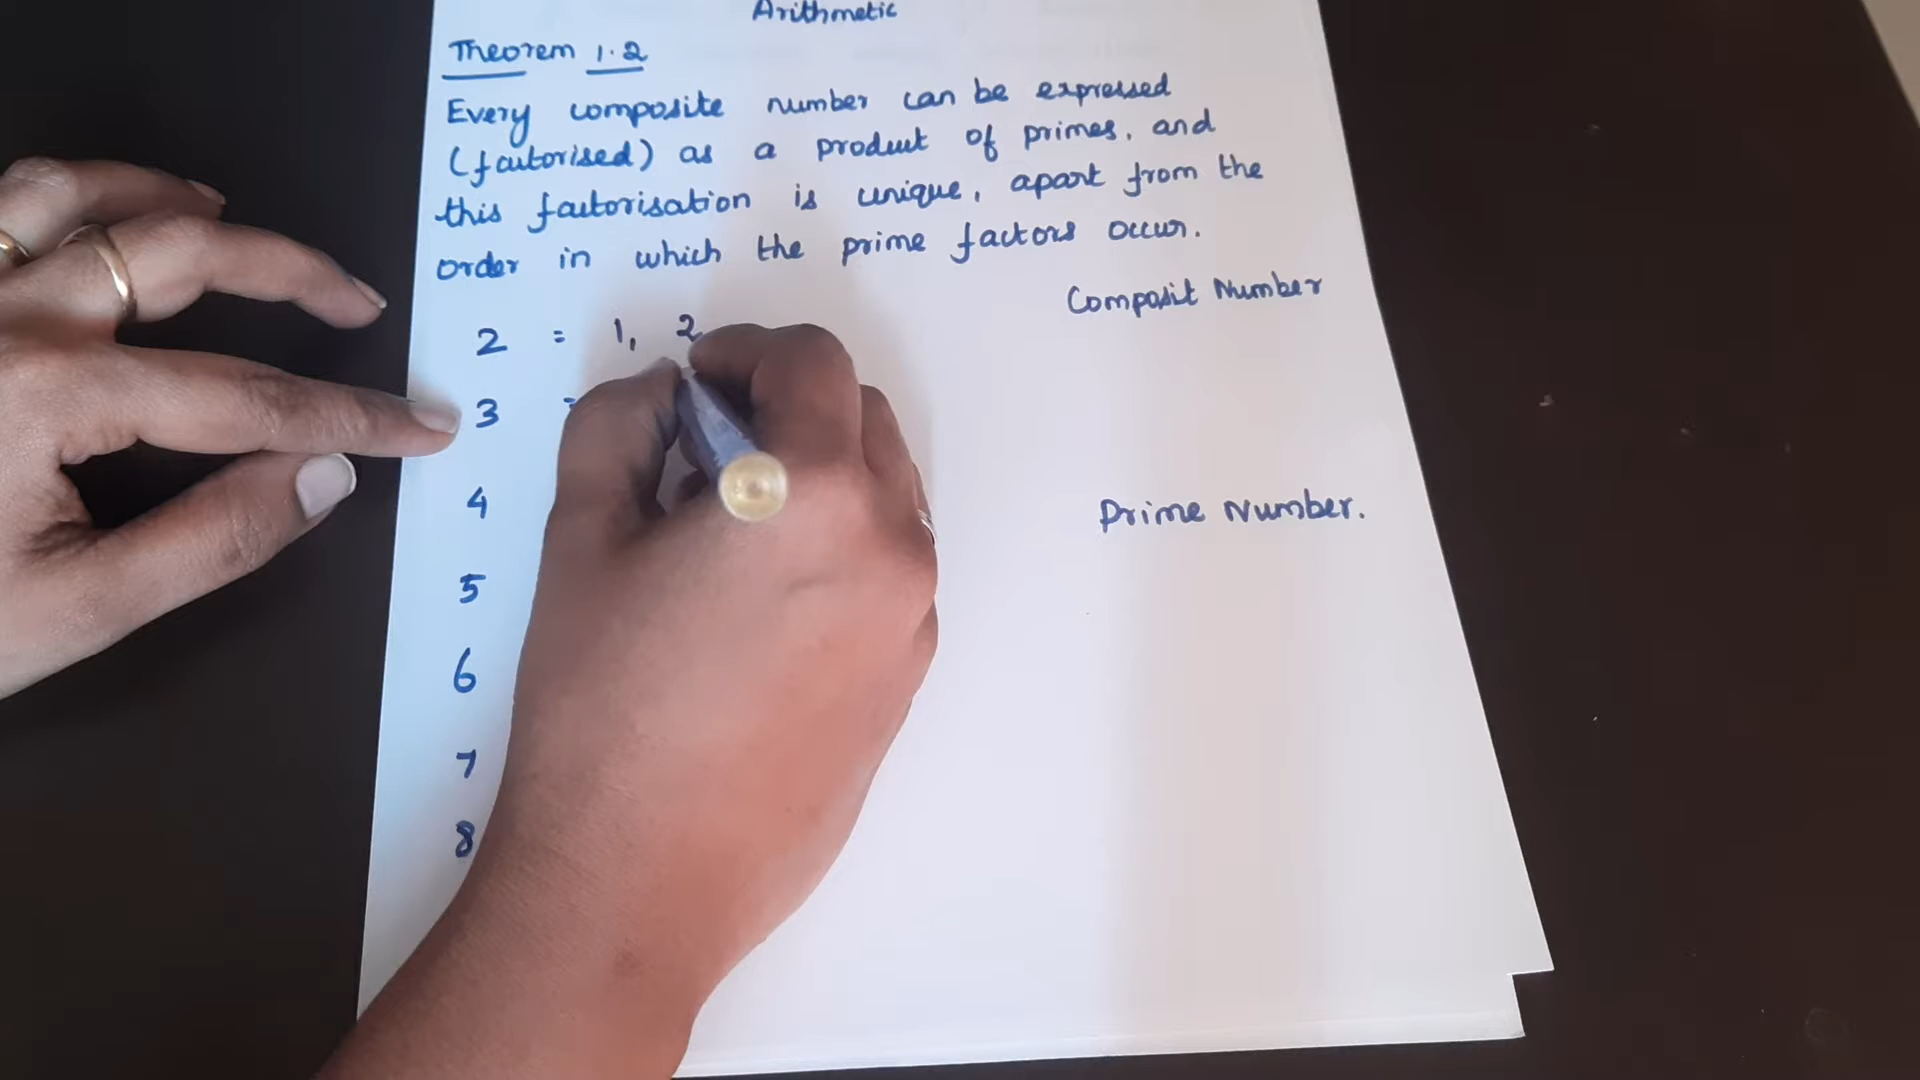 Arithmetic
Theorem 1.2
Every composite number can be expressed
(factorised) as a product of primes, and
this factorisation is unique, apart from the
order in which the prime factors occur.
Composit Number
2 = 1, 2
3 =
4
Prime Number.
5
6
7
8